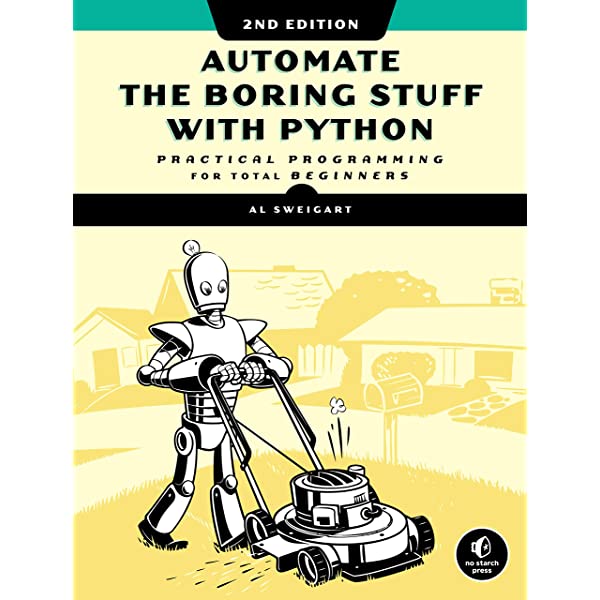 2ND EDITION
AUTOMATE
THE BORING STUFF
WITH PYTHON
PRACTICAL PROGRAMMING
FOR TOTAL BEGINNERS
AL SWEIGART
no starch
press